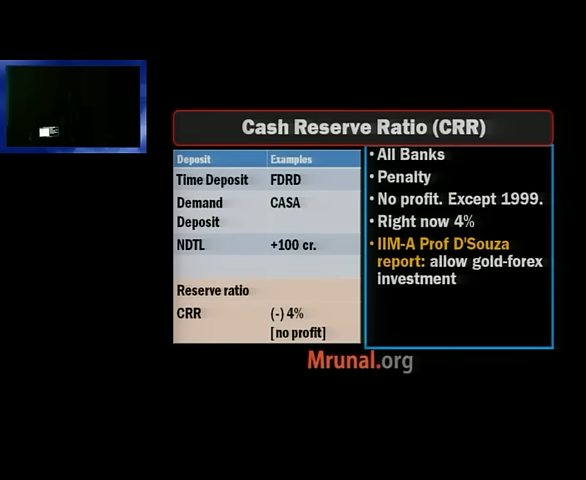 Cash Reserve Ratio (CRR)
Deposit Examples
Time Deposit FDRD
Demand CASA
Deposit
NDTL +100 cr.
Reserve ratio
CRR (-) 4%
[no profit]
• All Banks
• Penalty
• No profit. Except 1999.
• Right now 4%
• IIM-A Prof D'Souza
report: allow gold-forex
investment
Mrunal.org